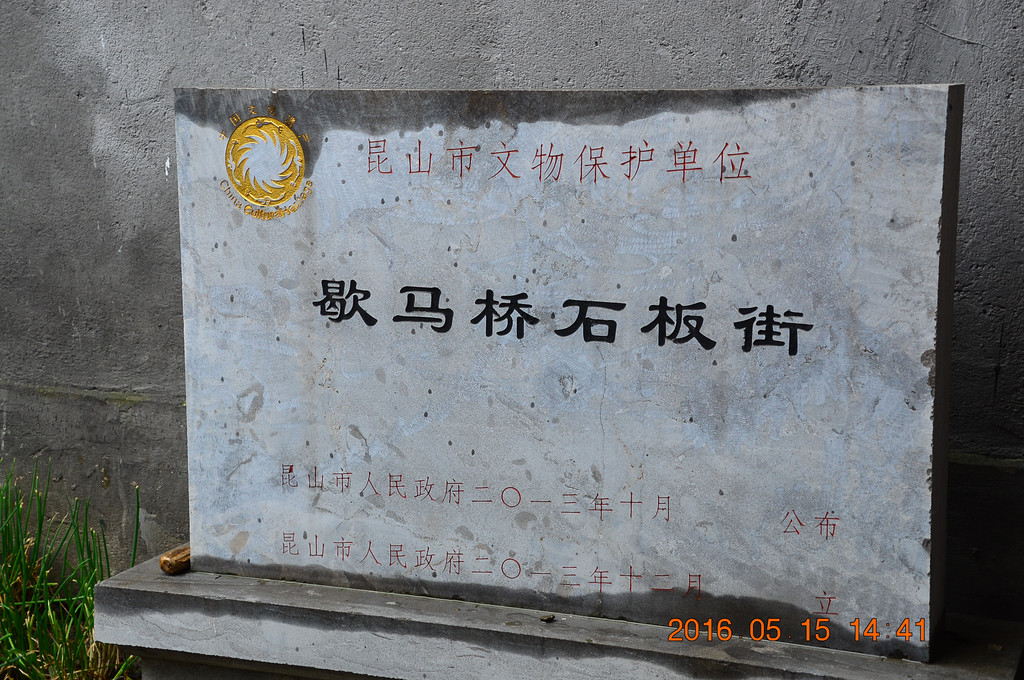 昆山市文物保护单位
歇马桥石板街
昆山市人民政府二〇一三年十月 公布
昆山市人民政府二〇一三年十二月 立
2016 05 15 14:41